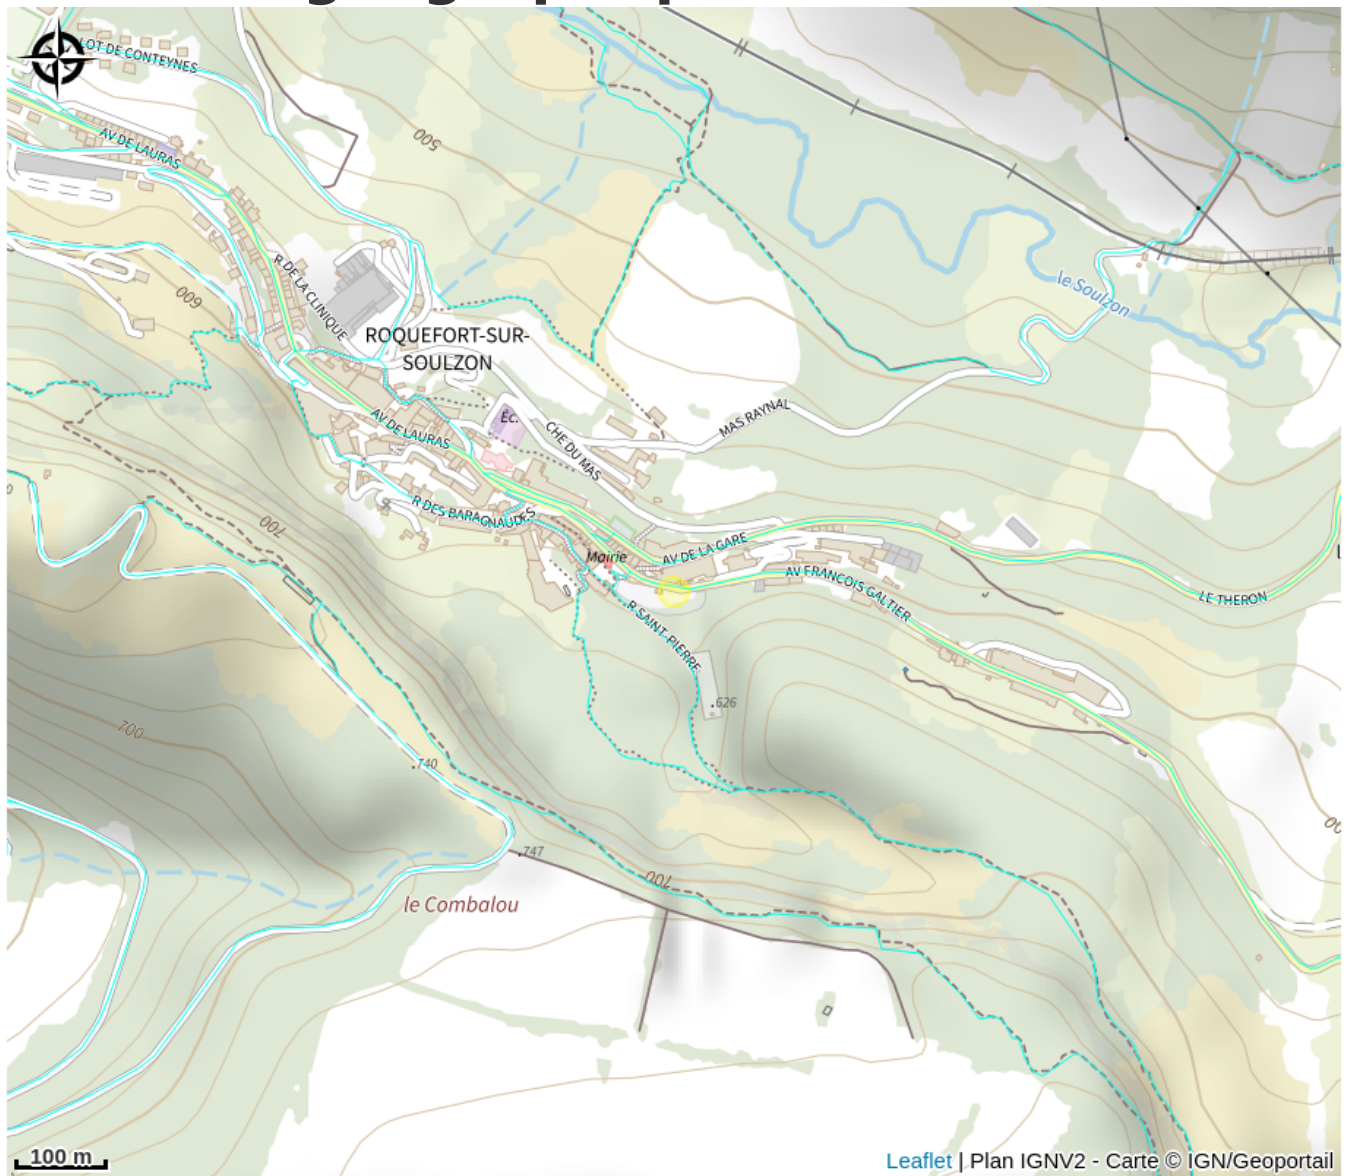 LOT DE CONTEYNES
AV DE LAURAS
500
le Soulzon
R DE LA CLINIQUE
600
ROQUEFORT-SUR-
SOULZON
Éc.
MAS RAYNAL
AV DE LAURAS
CHE DU MAS
R DES BARAGNAUDES
700
Mairie
AV DE LA GARE
AV FRANCOIS GALTIER
LE THERON
R SAINT-PIERRE
.626
700
.740
.747
700
le Combalou
100 m
Leaflet | Plan IGNV2 - Carte © IGN/Geoportail